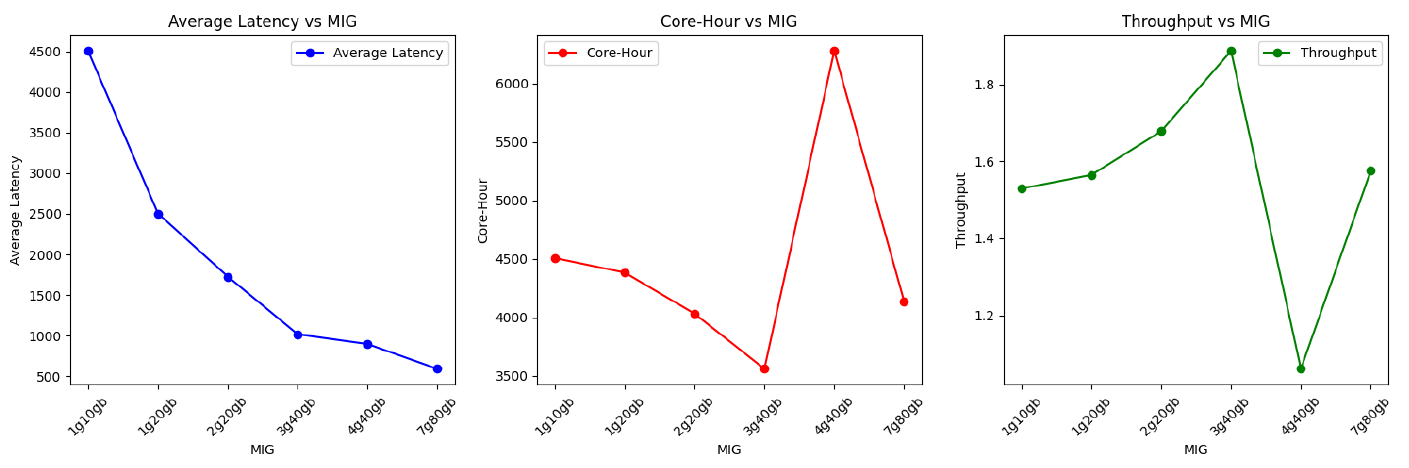 Average Latency vs MIG
Average Latency
4500
4000
3500
3000
2500
2000
1500
1000
500
Average Latency
1g10gb
1g20gb
2g20gb
3g40gb
4g40gb
7g80gb
MIG
Core-Hour vs MIG
Core-Hour
6000
5500
5000
4500
4000
3500
Core-Hour
1g10gb
1g20gb
2g20gb
3g40gb
4g40gb
7g80gb
MIG
Throughput vs MIG
Throughput
1.8
1.6
1.4
1.2
Throughput
1g10gb
1g20gb
2g20gb
3g40gb
4g40gb
7g80gb
MIG